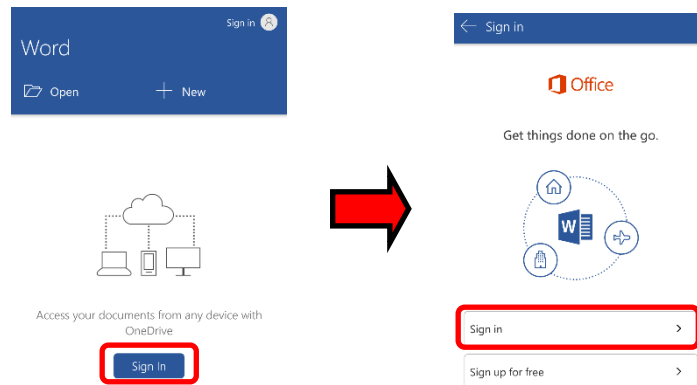 Sign in
Word
Open
New
Access your documents from any device with
OneDrive
Sign In
Sign in
Office
Get things done on the go.
W
Sign in
Sign up for free